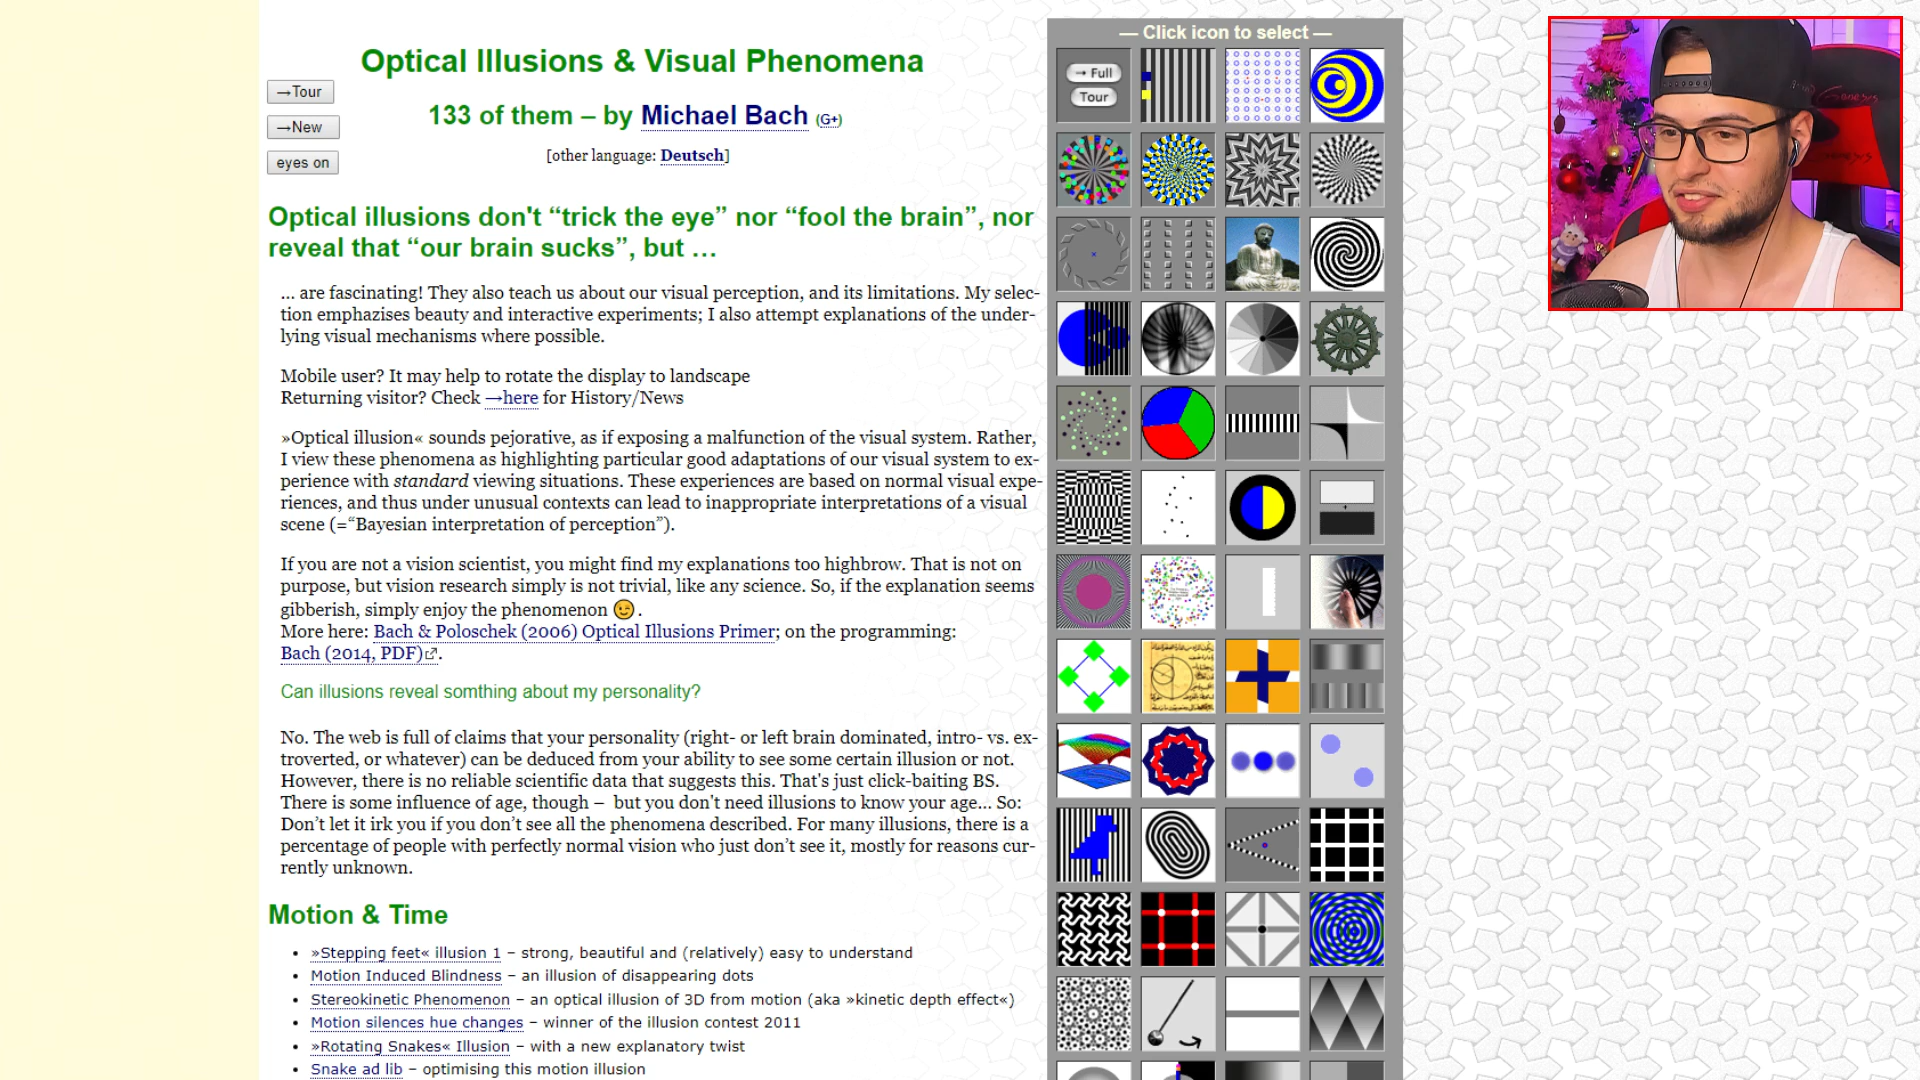 Optical Illusions & Visual Phenomena
→Tour
→New
eyes on
133 of them – by Michael Bach (G+)
[other language: Deutsch]
Optical illusions don't “trick the eye” nor “fool the brain”, nor
reveal that “our brain sucks”, but …
… are fascinating! They also teach us about our visual perception, and its limitations. My selec-
tion emphazises beauty and interactive experiments; I also attempt explanations of the under-
lying visual mechanisms where possible.
Mobile user? It may help to rotate the display to landscape
Returning visitor? Check →here for History/News
»Optical illusion« sounds pejorative, as if exposing a malfunction of the visual system. Rather,
I view these phenomena as highlighting particular good adaptations of our visual system to ex-
perience with standard viewing situations. These experiences are based on normal visual expe-
riences, and thus under unusual contexts can lead to inappropriate interpretations of a visual
scene (=“Bayesian interpretation of perception”).
If you are not a vision scientist, you might find my explanations too highbrow. That is not on
purpose, but vision research simply is not trivial, like any science. So, if the explanation seems
gibberish, simply enjoy the phenomenon 😉.
More here: Bach & Poloschek (2006) Optical Illusions Primer; on the programming:
Bach (2014, PDF).
Can illusions reveal somthing about my personality?
No. The web is full of claims that your personality (right- or left brain dominated, intro- vs. ex-
troverted, or whatever) can be deduced from your ability to see some certain illusion or not.
However, there is no reliable scientific data that suggests this. That's just click-baiting BS.
There is some influence of age, though – but you don't need illusions to know your age… So:
Don’t let it irk you if you don’t see all the phenomena described. For many illusions, there is a
percentage of people with perfectly normal vision who just don’t see it, mostly for reasons cur-
rently unknown.
Motion & Time
• »Stepping feet« illusion 1 – strong, beautiful and (relatively) easy to understand
• Motion Induced Blindness – an illusion of disappearing dots
• Stereokinetic Phenomenon – an optical illusion of 3D from motion (aka »kinetic depth effect«)
• Motion silences hue changes – winner of the illusion contest 2011
• »Rotating Snakes« Illusion – with a new explanatory twist
• Snake ad lib – optimising this motion illusion
— Click icon to select —
→ Full
Tour
Genesis